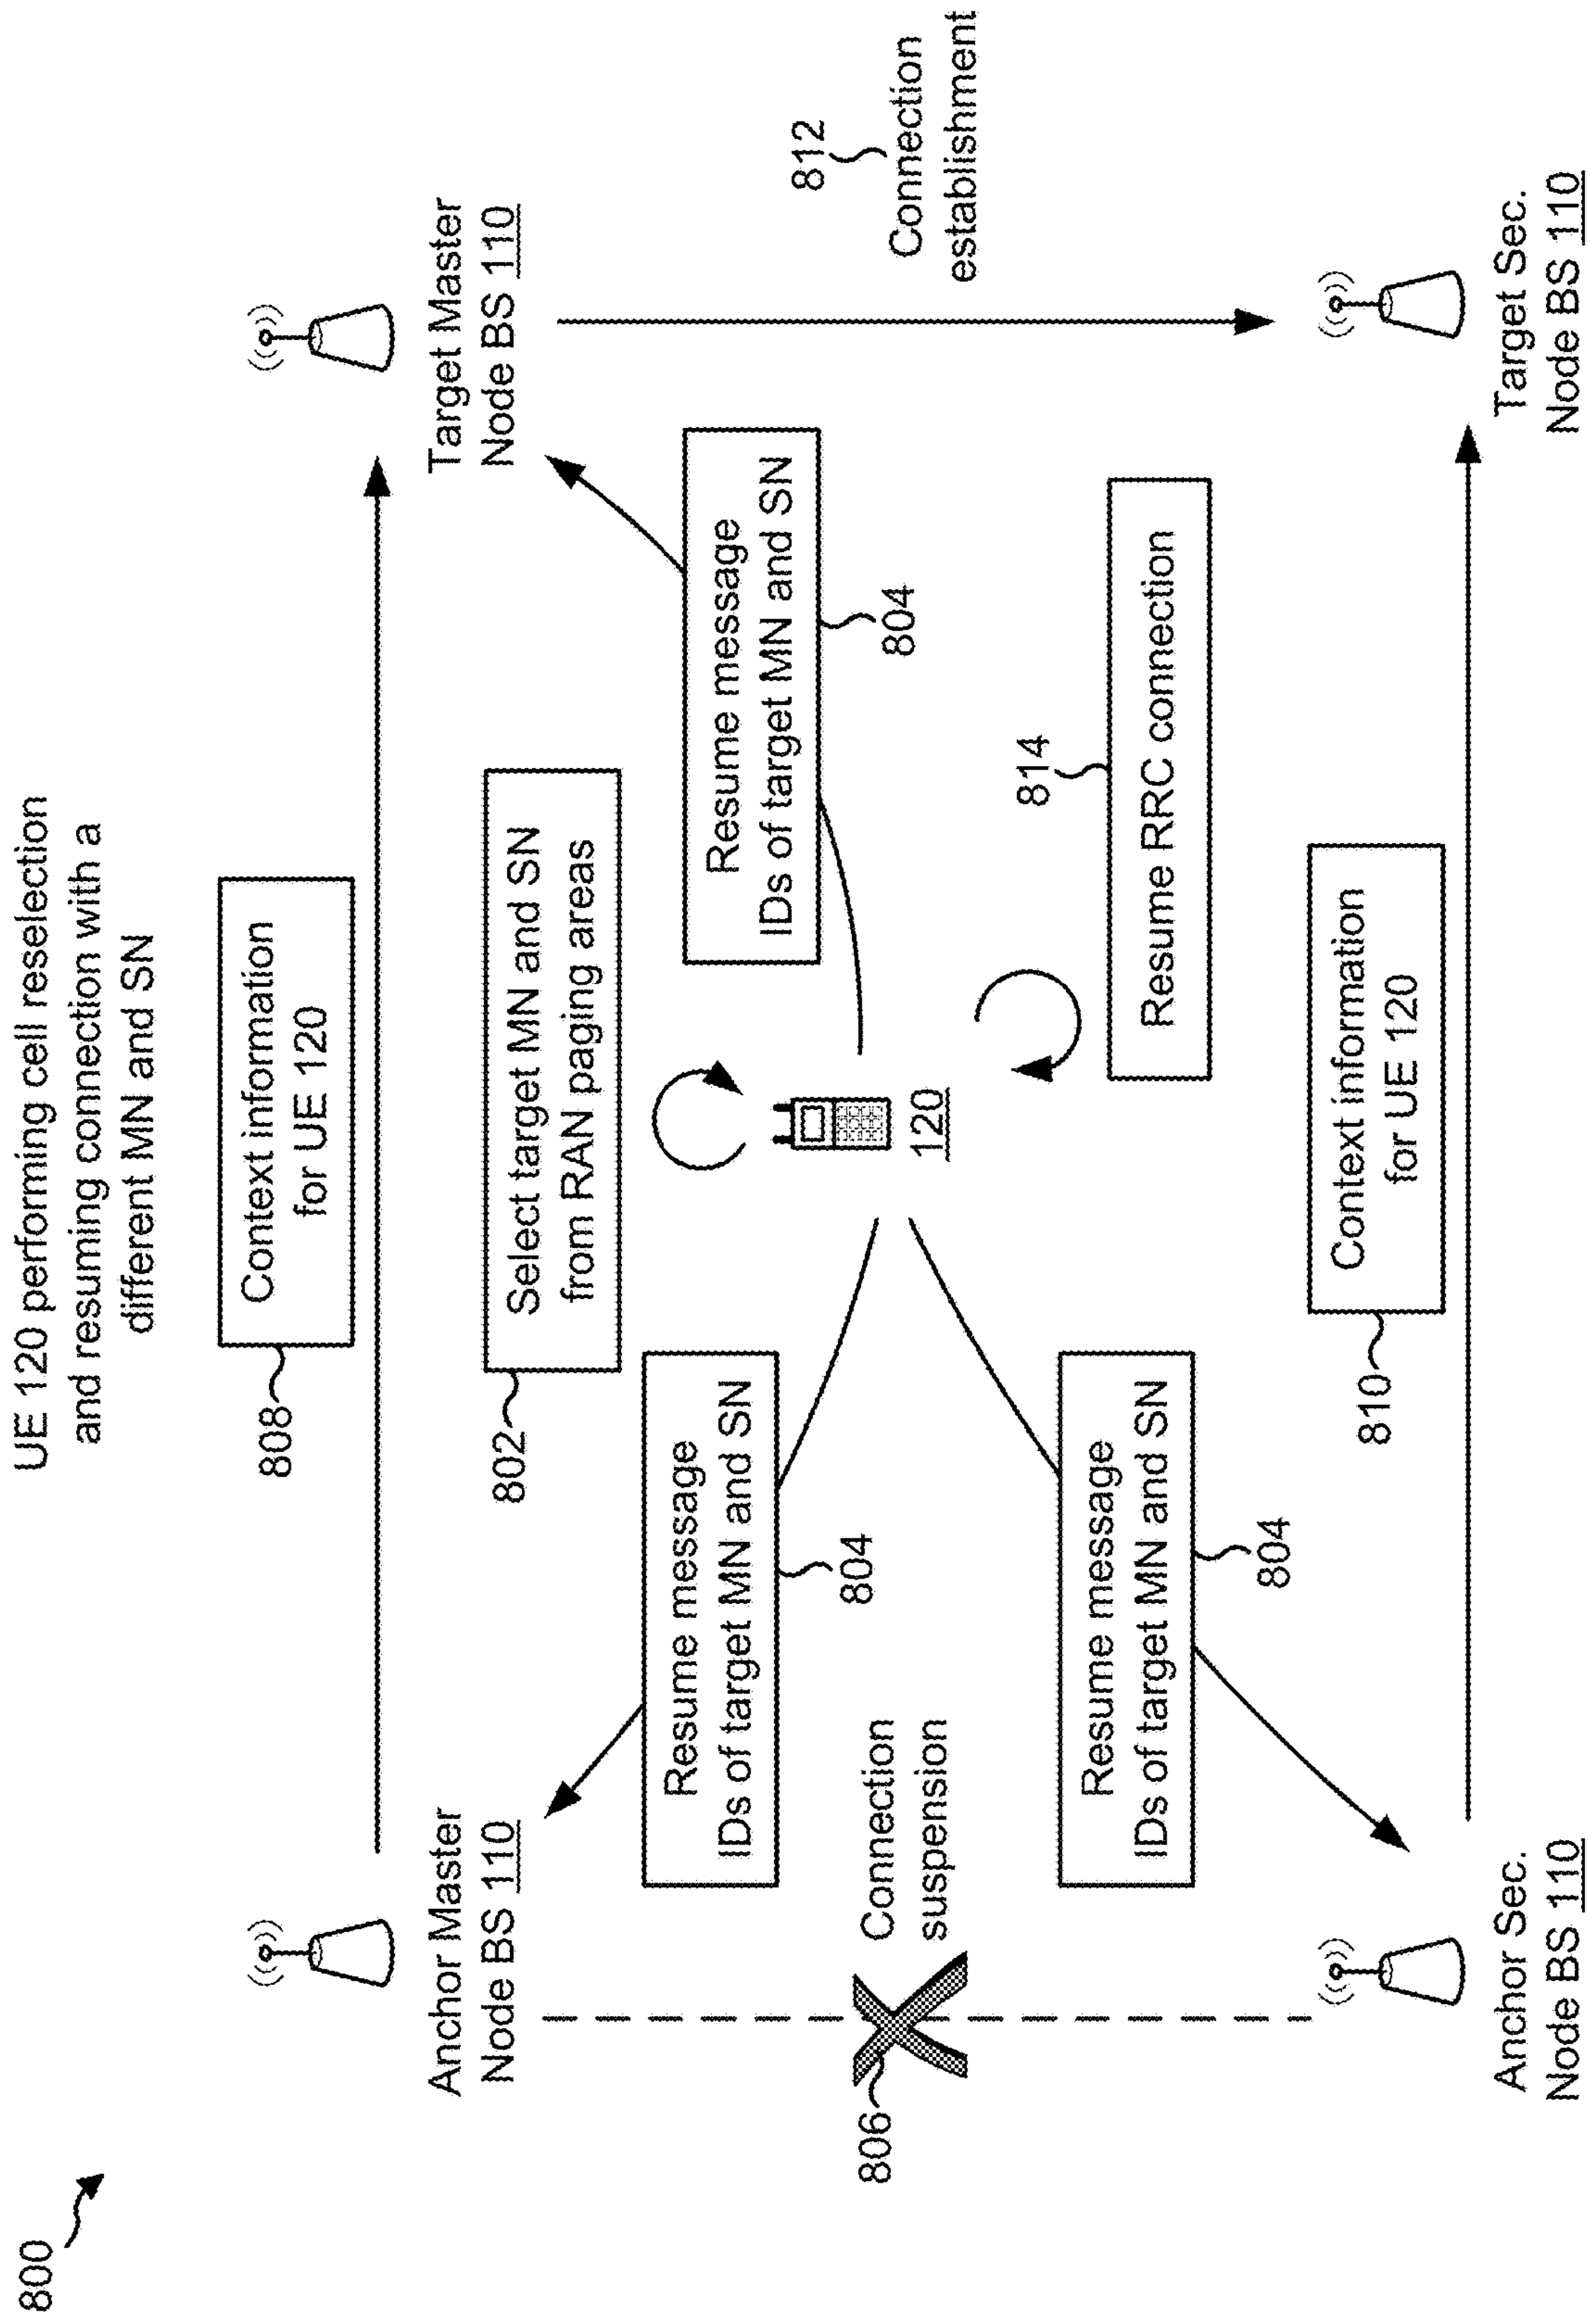 800
UE 120 performing cell reselection
and resuming connection with a
different MN and SN
808
Context information
for UE 120
Anchor Master
Node BS 110
Target Master
Node BS 110
802
Select target MN and SN
from RAN paging areas
Resume message
IDs of target MN and SN
804
Resume message
IDs of target MN and SN
804
806
Connection
suspension
120
812
Connection
establishment
814
Resume RRC connection
Resume message
IDs of target MN and SN
804
810
Context information
for UE 120
Anchor Sec.
Node BS 110
Target Sec.
Node BS 110